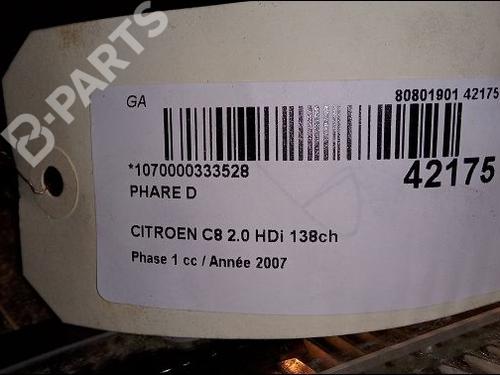 B-PARTS
GA
80801901 42175
*1070000333528
42175
PHARE D
CITROEN C8 2.0 HDi 138ch
Phase 1 cc / Année 2007